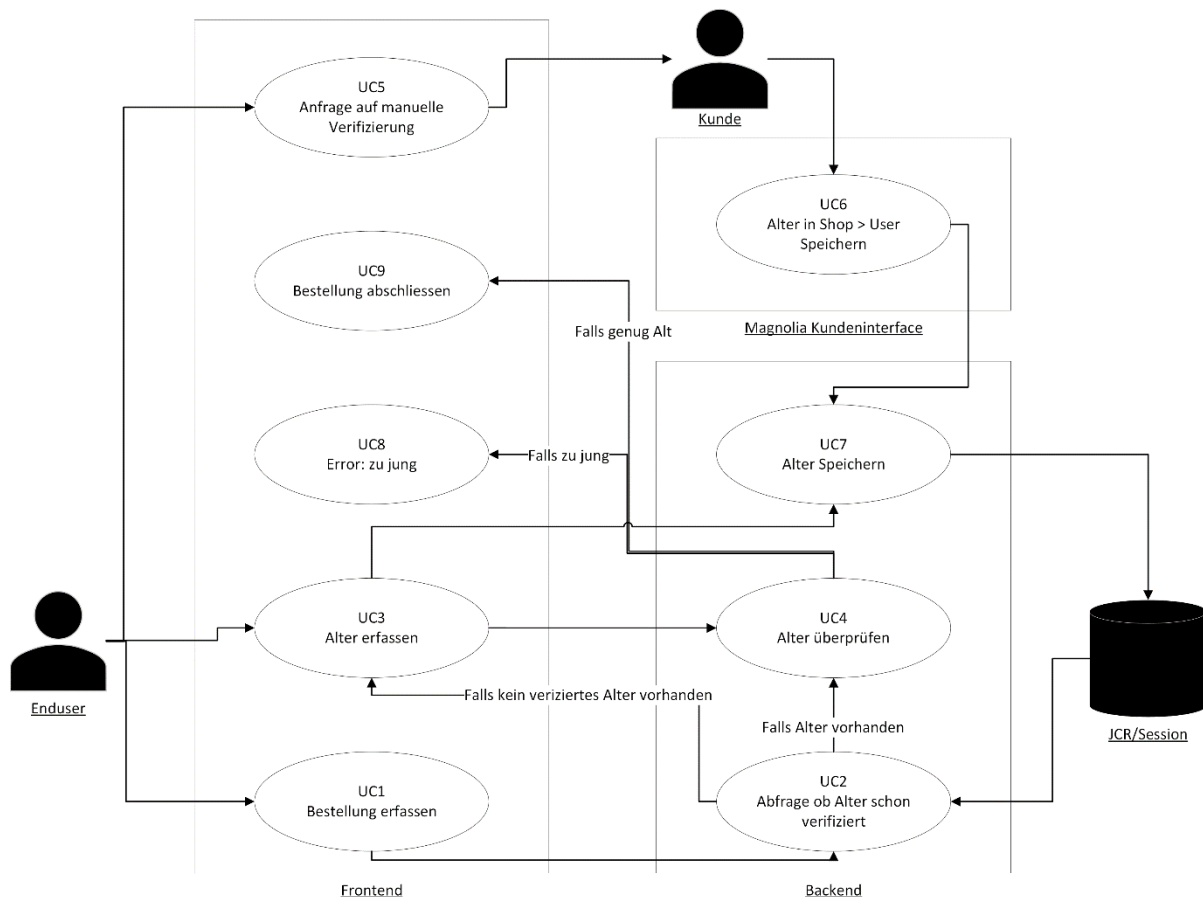 UC5
Anfrage auf manuelle
Verifizierung
Kunde
UC6
Alter in Shop > User
Speichern
Magnolia Kundeninterface
UC9
Bestellung abschliessen
Falls genug Alt
UC8
Error: zu jung
Falls zu jung
UC7
Alter Speichern
UC3
Alter erfassen
UC4
Alter überprüfen
Enduser
Falls kein veriziertes Alter vorhanden
Falls Alter vorhanden
JCR/Session
UC1
Bestellung erfassen
UC2
Abfrage ob Alter schon
verifiziert
Frontend
Backend